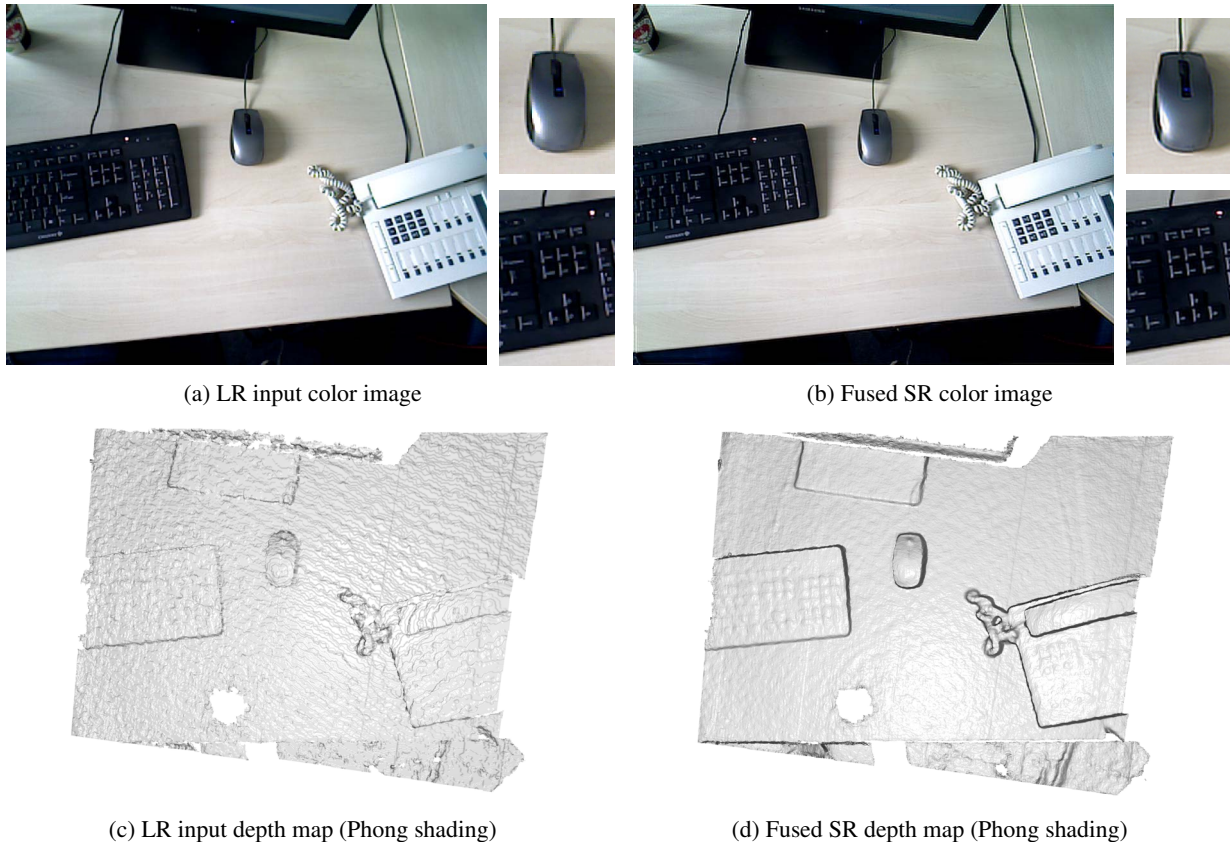 SAMSUNG
(a) LR input color image
(b) Fused SR color image
(c) LR input depth map (Phong shading)
(d) Fused SR depth map (Phong shading)